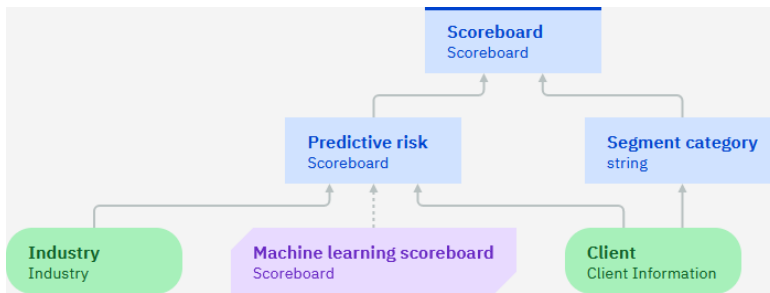 Scoreboard
Scoreboard
Predictive risk
Scoreboard
Segment category
string
Industry
Industry
Machine learning scoreboard
Scoreboard
Client
Client Information